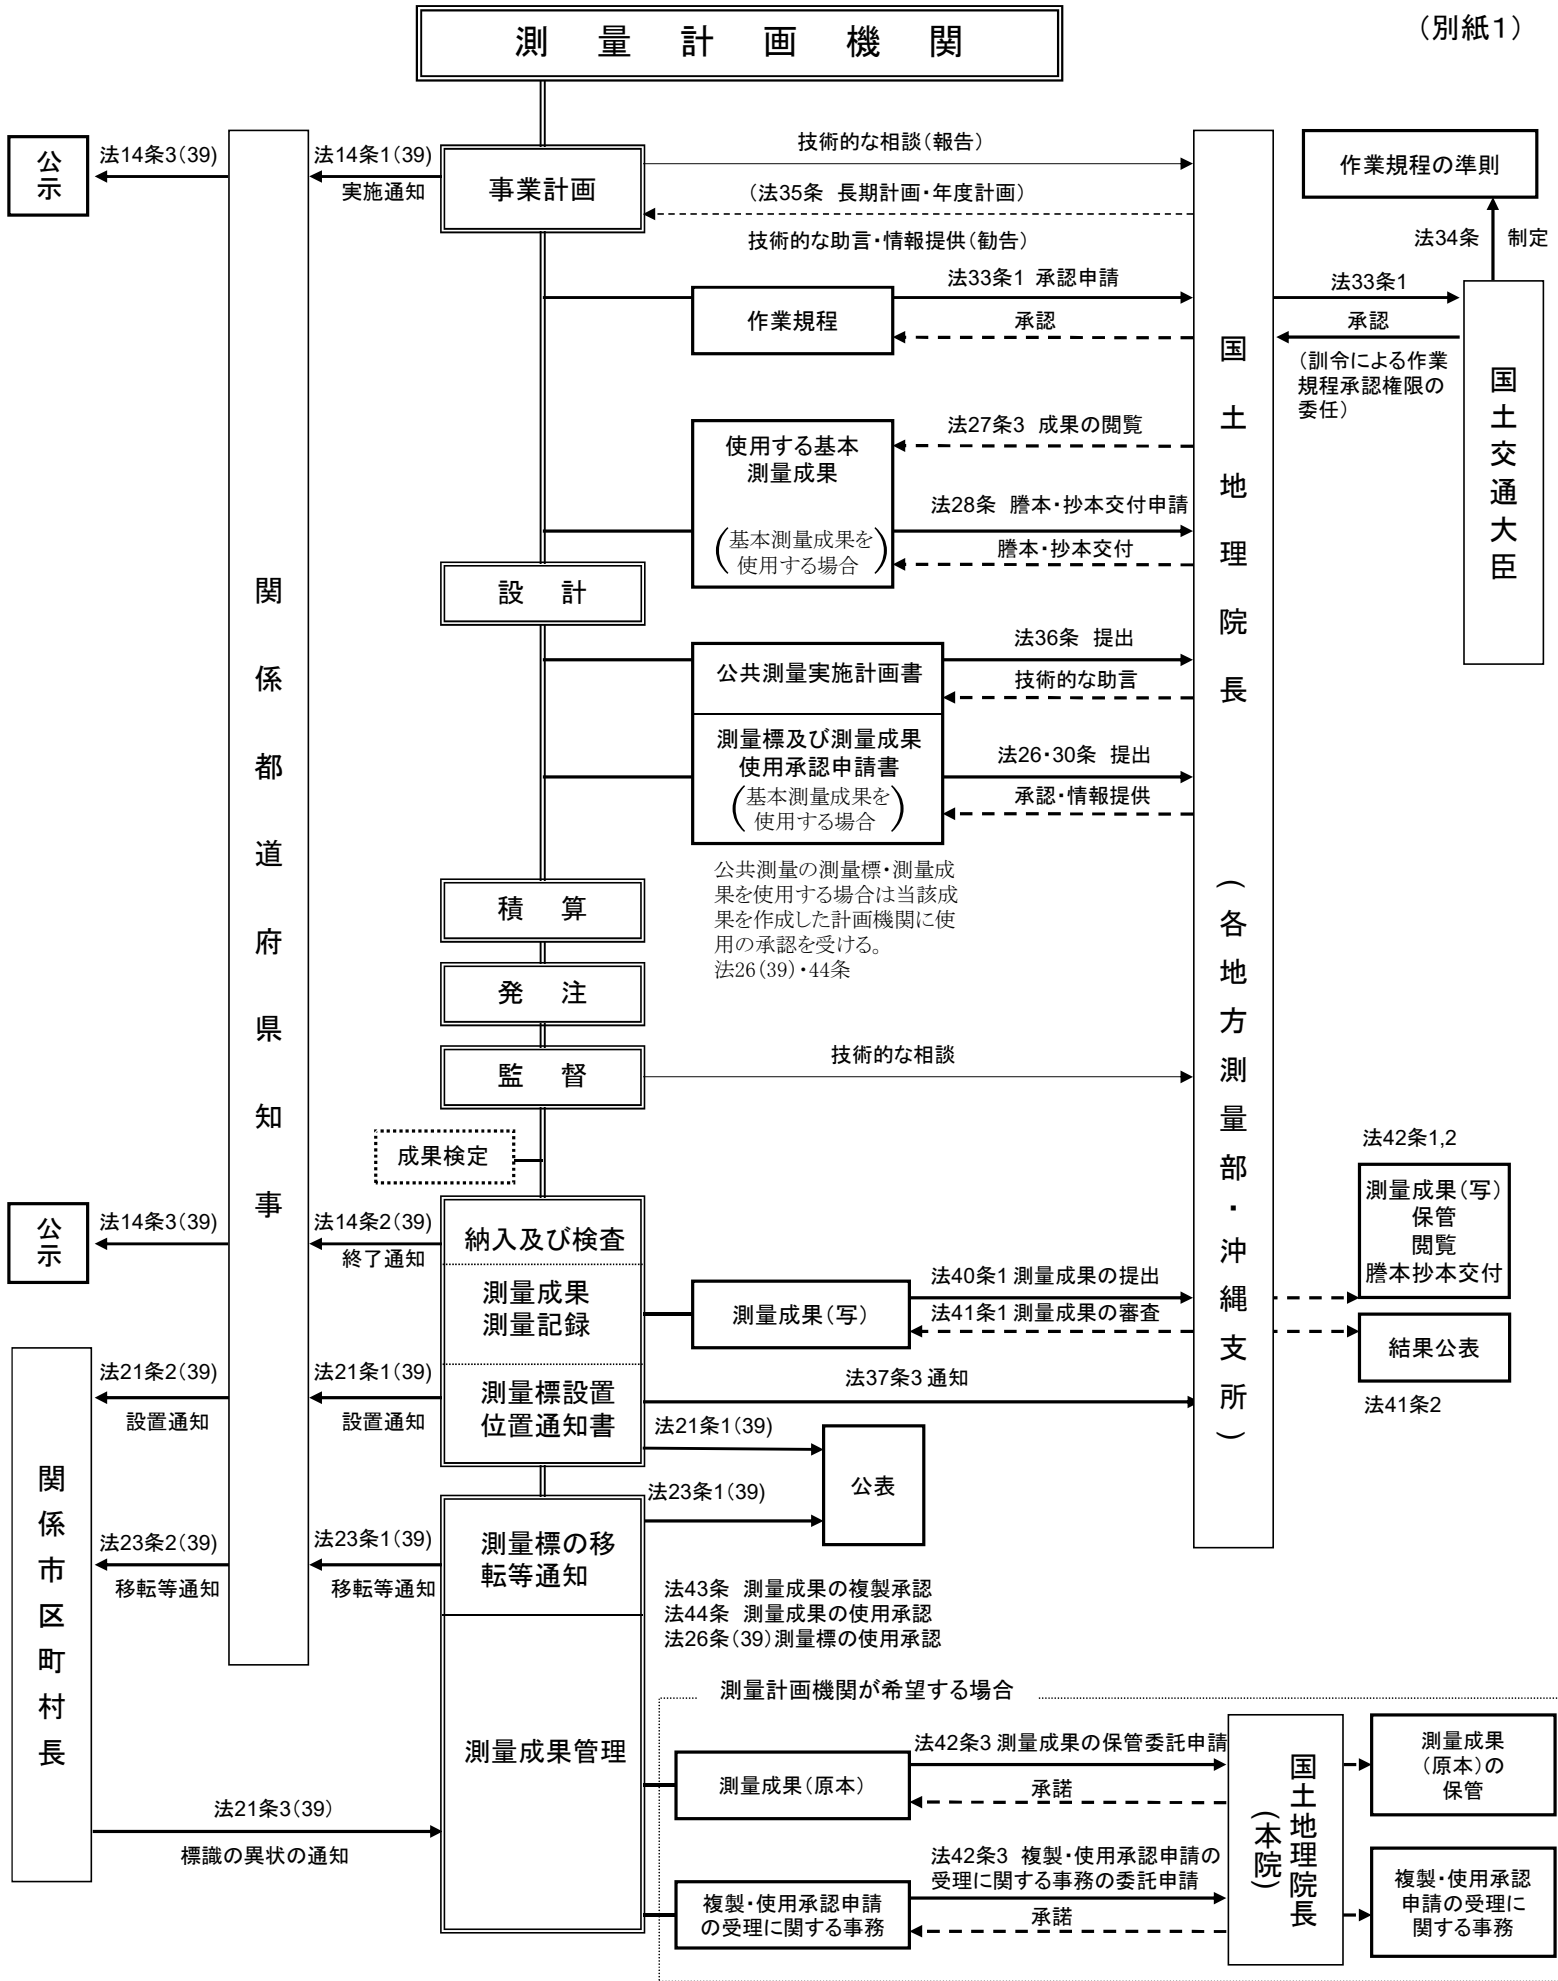 (別紙1)
測量計画機関
公示
法14条3(39)
関係都道府県知事
法14条1(39)
実施通知
事業計画
技術的な相談(報告)
(法35条 長期計画・年度計画)
技術的な助言・情報提供(勧告)
国土地理院長
(各地方測量部・沖縄支所)
作業規程の準則
法34条 制定
作業規程
法33条1 承認申請
承認
法33条1
承認
(訓令による作業
規程承認権限の
委任)
国土交通大臣
使用する基本
測量成果
(基本測量成果を
使用する場合)
法27条3 成果の閲覧
法28条 謄本・抄本交付申請
謄本・抄本交付
設計
公共測量実施計画書
法36条 提出
技術的な助言
測量標及び測量成果
使用承認申請書
(基本測量成果を
使用する場合)
法26・30条 提出
承認・情報提供
公共測量の測量標・測量成
果を使用する場合は当該成
果を作成した計画機関に使
用の承認を受ける。
法26(39)・44条
積算
発注
監督
技術的な相談
成果検定
公示
法14条3(39)
法14条2(39)
終了通知
納入及び検査
測量成果
測量記録
測量成果(写)
法40条1 測量成果の提出
法41条1 測量成果の審査
法42条1,2
測量成果(写)
保管
閲覧
謄本抄本交付
結果公表
法41条2
関係市区町村長
法21条2(39)
設置通知
法21条1(39)
設置通知
測量標設置
位置通知書
法37条3 通知
法21条1(39)
法23条1(39)
公表
法23条2(39)
移転等通知
法23条1(39)
移転等通知
測量標の移
転等通知
法43条 測量成果の複製承認
法44条 測量成果の使用承認
法26条(39)測量標の使用承認
測量計画機関が希望する場合
測量成果管理
測量成果(原本)
法42条3 測量成果の保管委託申請
承諾
国土地理院長
(本院)
測量成果
(原本)の
保管
法21条3(39)
標識の異状の通知
複製・使用承認申請
の受理に関する事務
法42条3 複製・使用承認申請の
受理に関する事務の委託申請
承諾
複製・使用承認
申請の受理に
関する事務